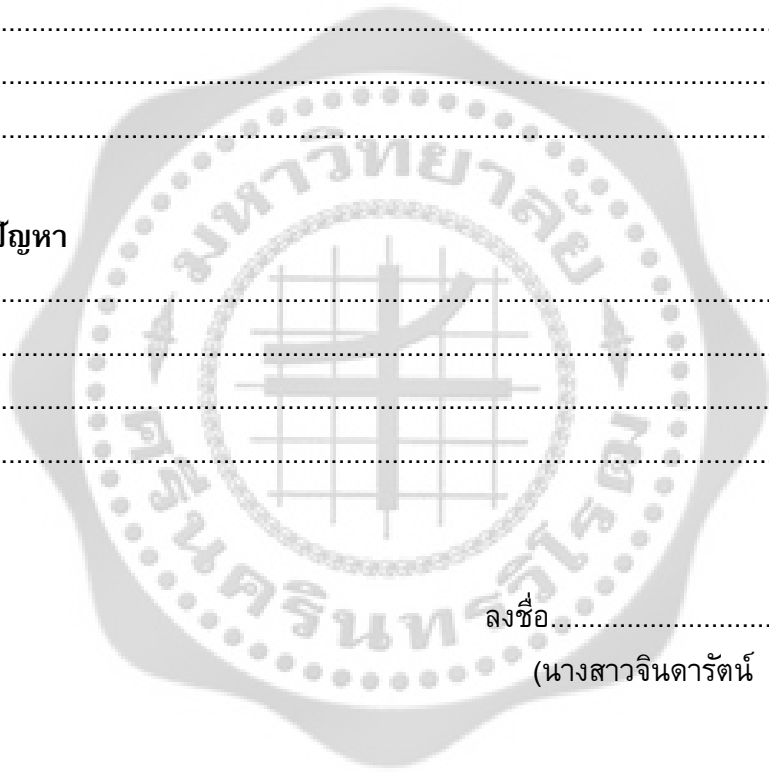 มหาวิทยาลัย
ปัญหา
ศรีนครินทรวิโรฒ
ลงชื่อ...........................
(นางสาวจินดารัตน์